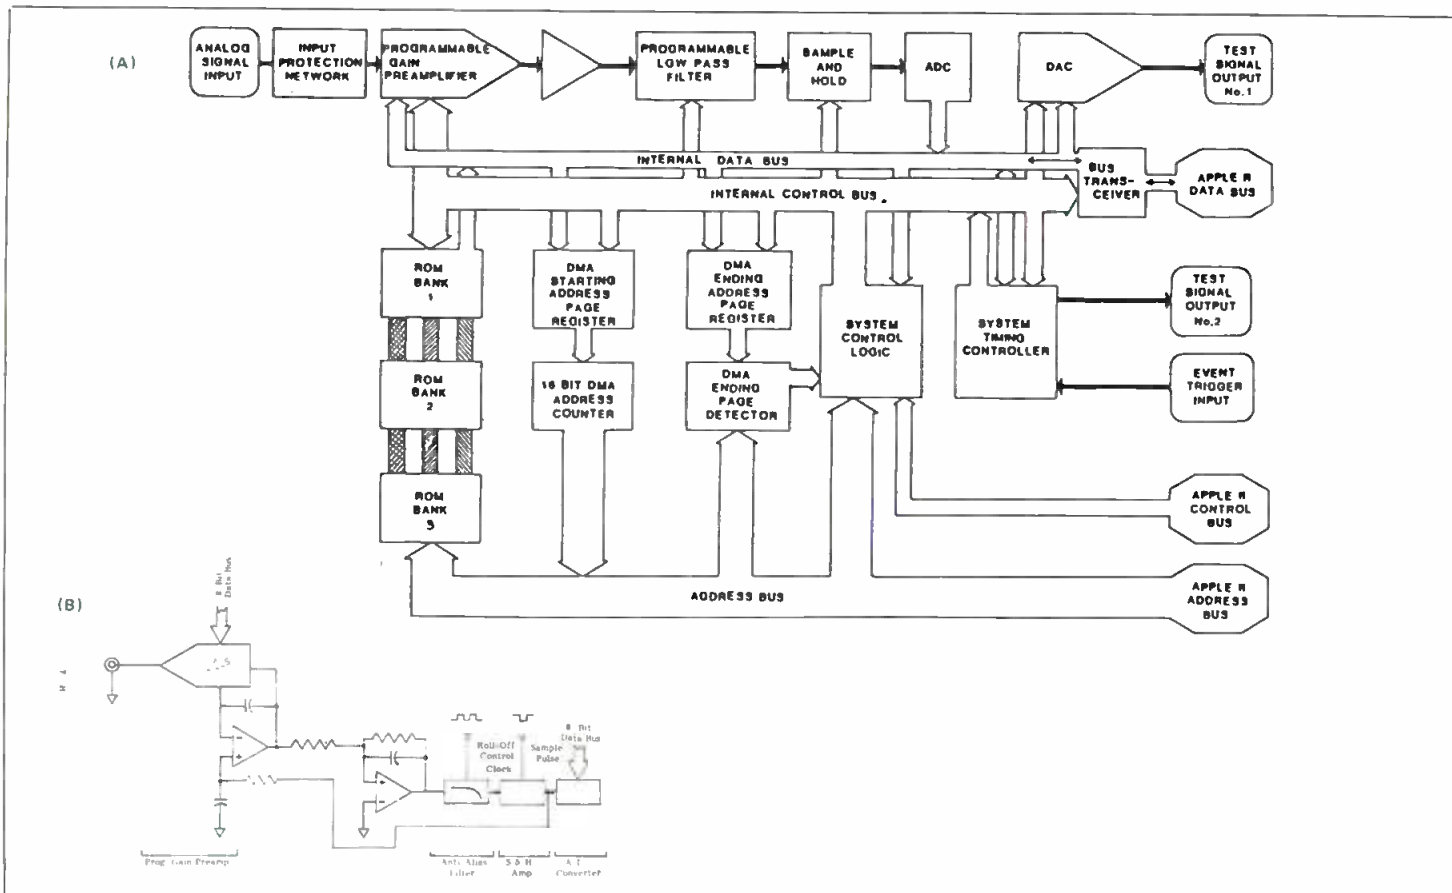 (A)
ANALOG
SIGNAL
INPUT
INPUT
PROTECTION
NETWORK
PROGRAMMABLE
GAIN
PREAMPLIFIER
PROGRAMMABLE
LOW PASS
FILTER
SAMPLE
AND
HOLD
ADC
DAC
TEST
SIGNAL
OUTPUT
No.1
INTERNAL DATA BUS
BUS
TRANS-
CEIVER
APPLE II
DATA BUS
INTERNAL CONTROL BUS
ROM
BANK
1
DMA
STARTING
ADDRESS
PAGE
REGISTER
DMA
ENDING
ADDRESS
PAGE
REGISTER
SYSTEM
CONTROL
LOGIC
SYSTEM
TIMING
CONTROLLER
TEST
SIGNAL
OUTPUT
No.2
ROM
BANK
2
16 BIT DMA
ADDRESS
COUNTER
DMA
ENDING
PAGE
DETECTOR
EVENT
TRIGGER
INPUT
ROM
BANK
3
APPLE II
CONTROL
BUS
ADDRESS BUS
APPLE II
ADDRESS
BUS
(B)
8 Bit
Data Bus
Roll-Off
Control
Clock
Sample
Pulse
8 Bit
Data Bus
Prog. Gain Preamp
Anti Alias
Filter
S & H
Amp
Converter